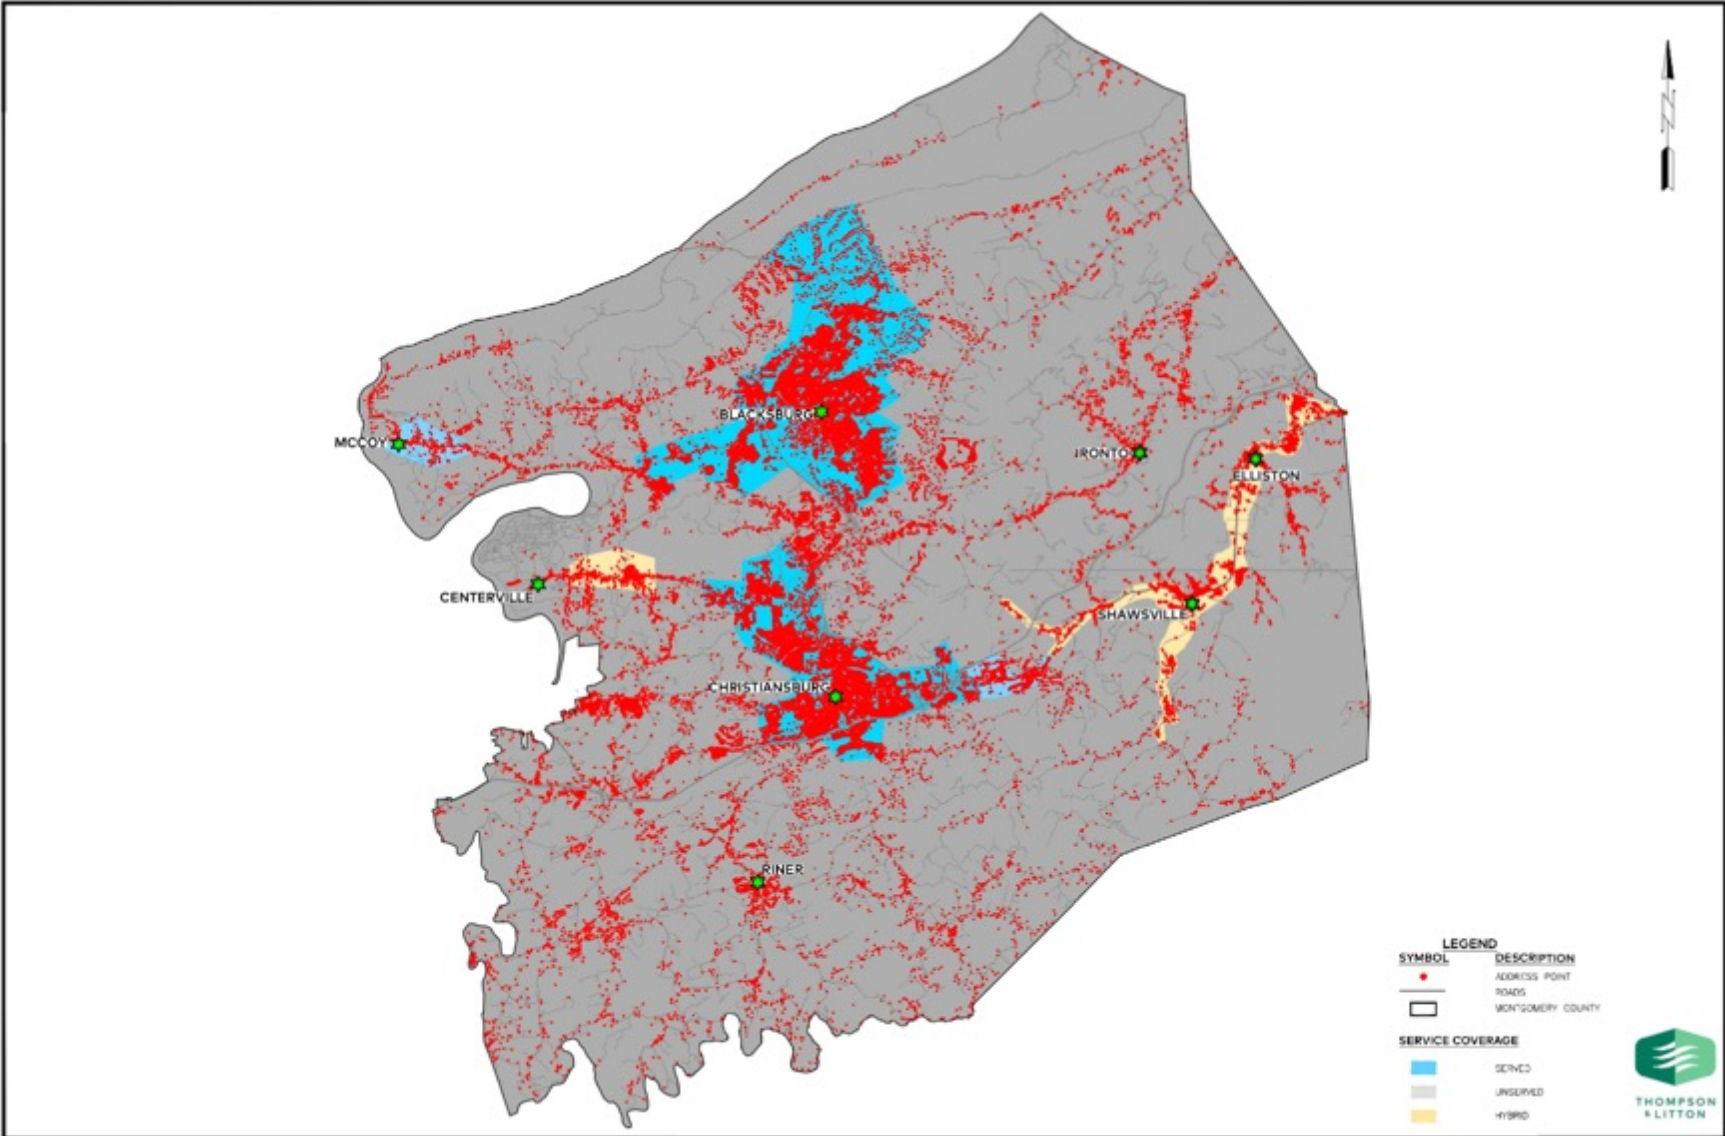 N
BLACKSBURG
MCCOY
IRONTO
ELLISTON
CENTERVILLE
SHAWSVILLE
CHRISTIANSBURG
RINER
LEGEND
SYMBOL DESCRIPTION
ADDRESS POINT
ROADS
MONTGOMERY COUNTY
SERVICE COVERAGE
SERVED
UNSERVED
HYBRID
THOMPSON
& LITTON